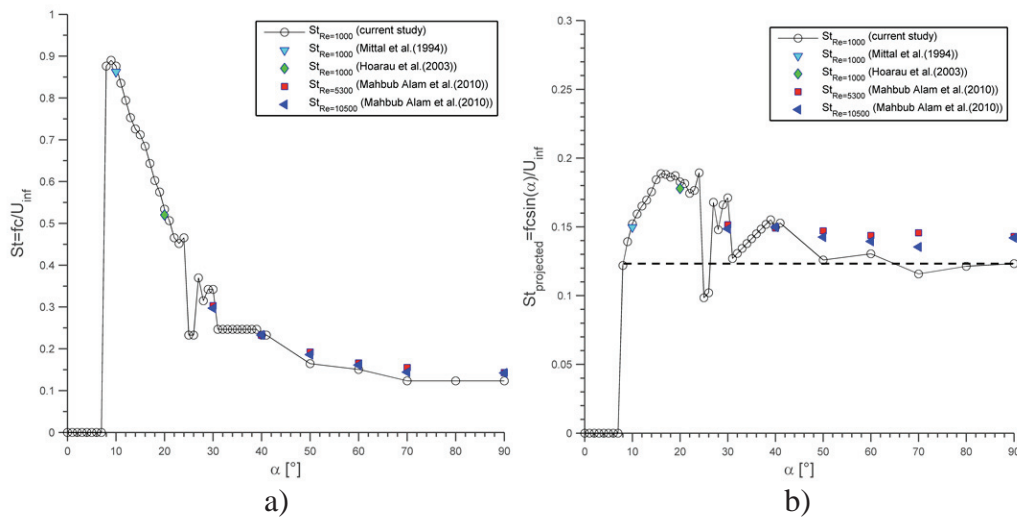 St=fc/U_inf
1
0.9
0.8
0.7
0.6
0.5
0.4
0.3
0.2
0.1
0
0 10 20 30 40 50 60 70 80 90
α [°]
St_Re=1000 (current study)
St_Re=1000 (Mittal et al.(1994))
St_Re=1000 (Hoarau et al.(2003))
St_Re=5300 (Mahbub Alam et al.(2010))
St_Re=10500 (Mahbub Alam et al.(2010))
a)
St_projected=fcsin(α)/U_inf
0.3
0.25
0.2
0.15
0.1
0.05
0
0 10 20 30 40 50 60 70 80 90
α [°]
St_Re=1000 (current study)
St_Re=1000 (Mittal et al.(1994))
St_Re=1000 (Hoarau et al.(2003))
St_Re=5300 (Mahbub Alam et al.(2010))
St_Re=10500 (Mahbub Alam et al.(2010))
b)